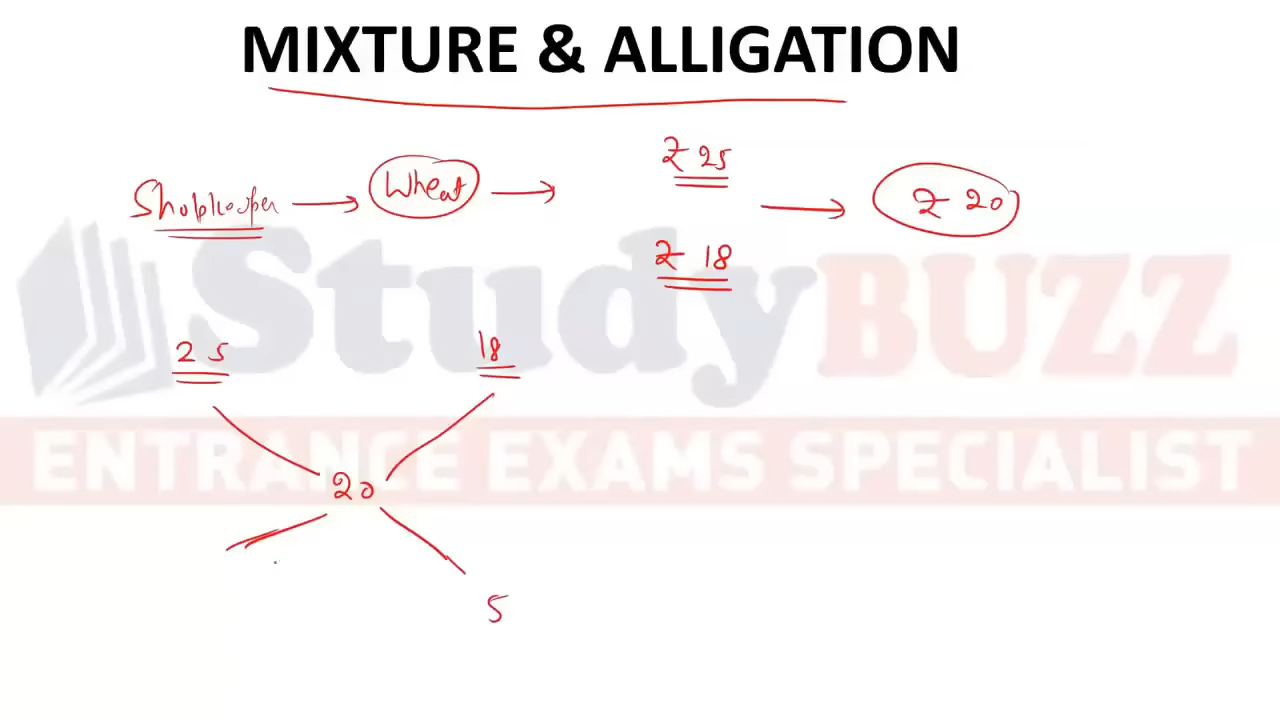 MIXTURE & ALLIGATION
Shopkeeper → Wheat → ₹ 25 → ₹ 20
₹ 18
StudyBUZZ
25 18
ENTRANCE EXAMS SPECIALIST
20
5